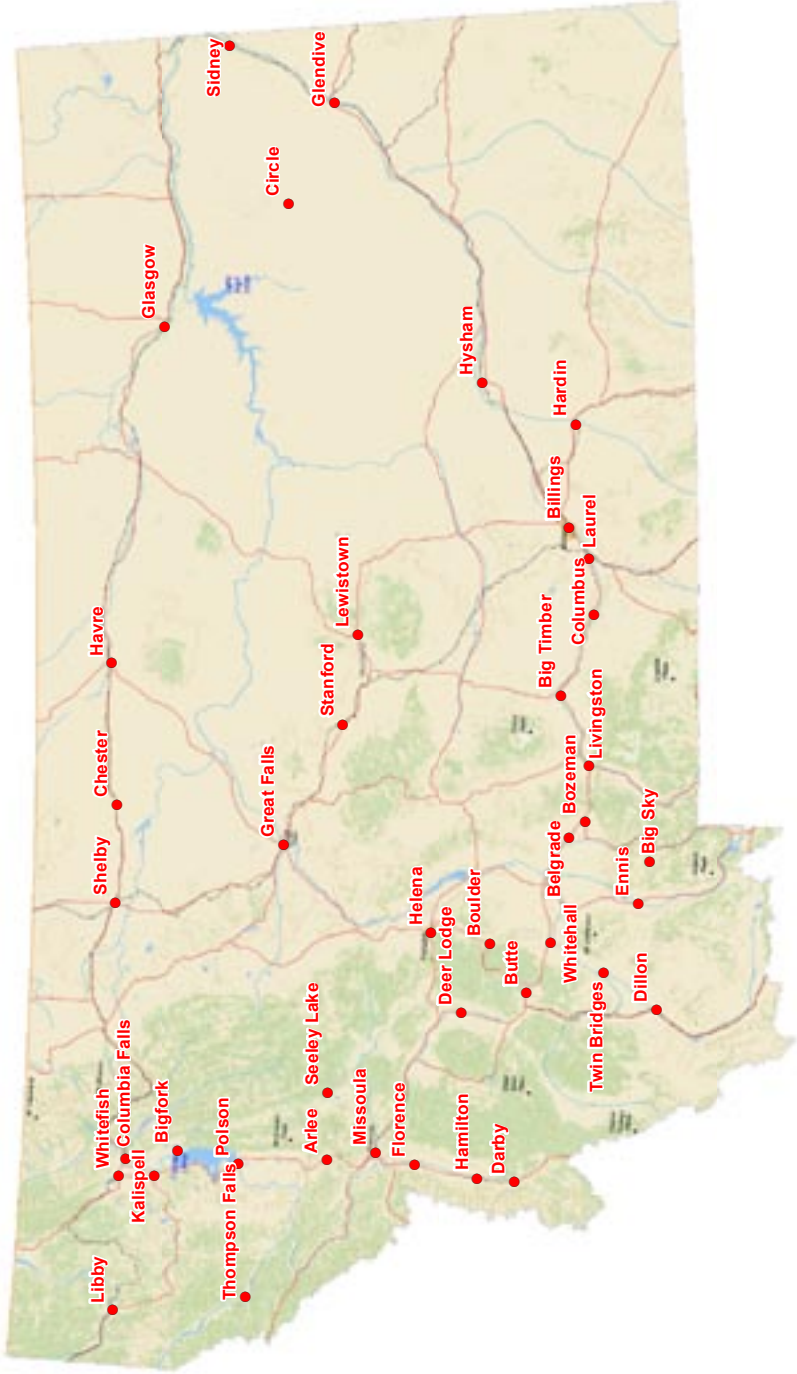 Libby
Whitefish
Columbia Falls
Kalispell
Bigfork
Polson
Thompson Falls
Shelby
Chester
Havre
Glasgow
Sidney
Glendive
Circle
Great Falls
Stanford
Lewistown
Seeley Lake
Arlee
Missoula
Florence
Hamilton
Darby
Helena
Deer Lodge
Boulder
Butte
Whitehall
Twin Bridges
Dillon
Ennis
Big Sky
Belgrade
Bozeman
Livingston
Big Timber
Columbus
Laurel
Billings
Hardin
Hysham